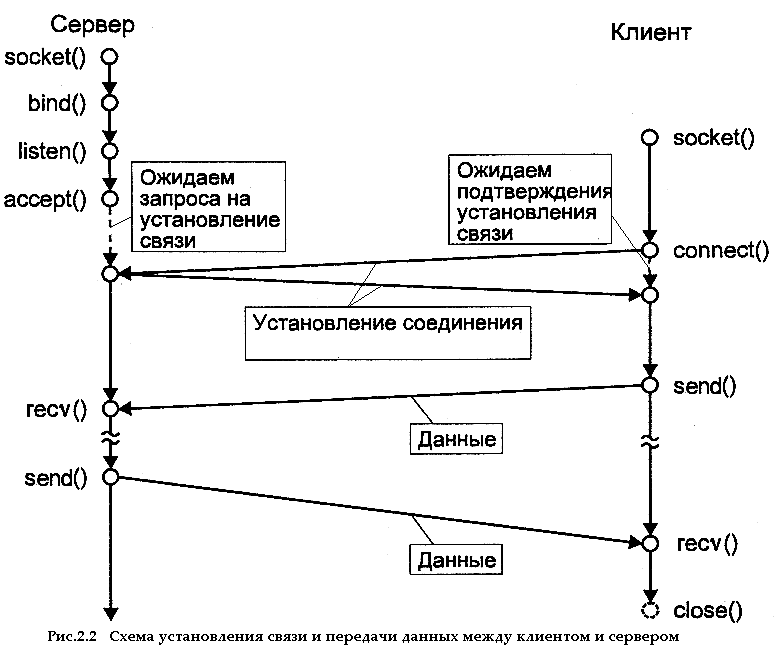 Сервер
Клиент
socket()
bind()
listen()
accept()
Ожидаем
запроса на
установление
связи
socket()
Ожидаем
подтверждения
установления
связи
connect()
Установление соединения
send()
recv()
Данные
send()
recv()
Данные
close()
Рис.2.2 Схема установления связи и передачи данных между клиентом и сервером